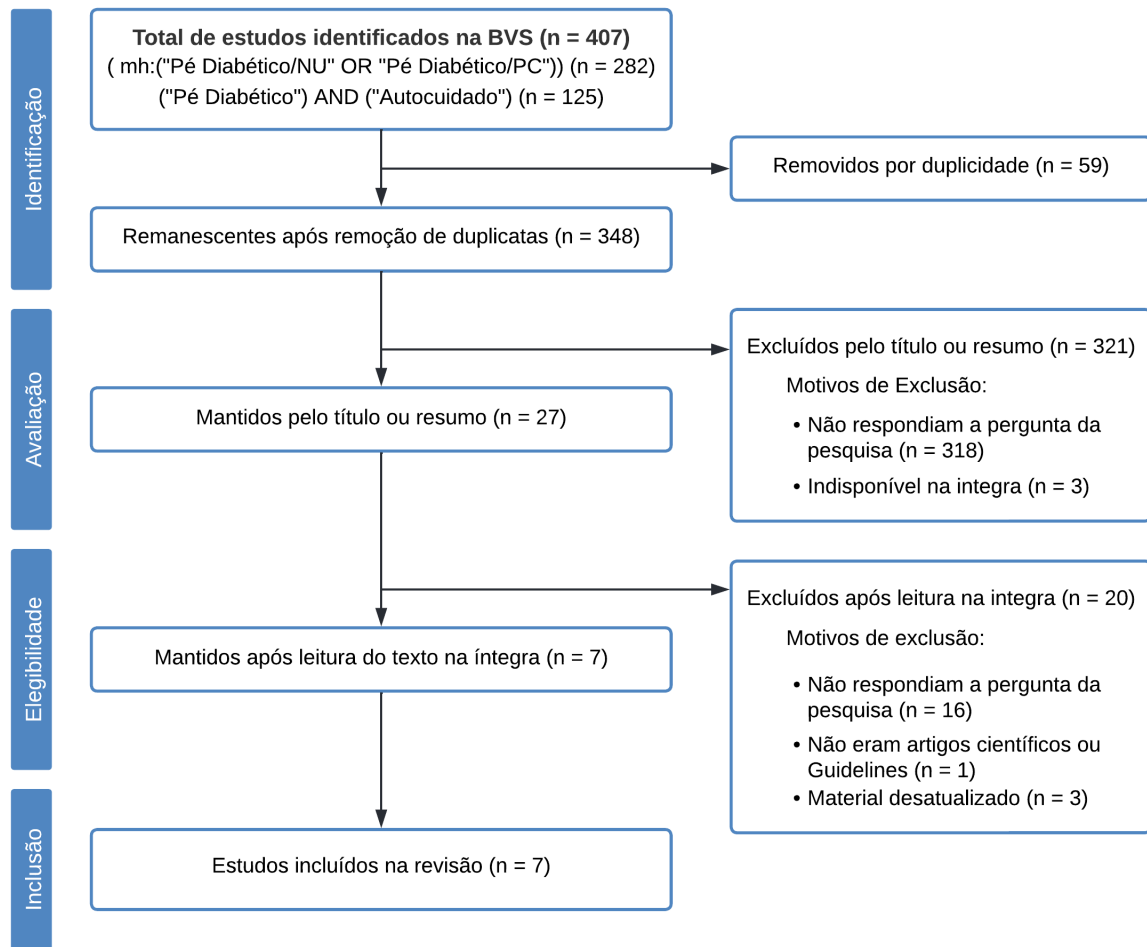 Identificação
Total de estudos identificados na BVS (n = 407)
( mh:("Pé Diabético/NU" OR "Pé Diabético/PC")) (n = 282)
("Pé Diabético") AND ("Autocuidado") (n = 125)
Removidos por duplicidade (n = 59)
Remanescentes após remoção de duplicatas (n = 348)
Avaliação
Excluídos pelo título ou resumo (n = 321)
Motivos de Exclusão:
• Não respondiam a pergunta da
pesquisa (n = 318)
• Indisponível na integra (n = 3)
Mantidos pelo título ou resumo (n = 27)
Elegibilidade
Excluídos após leitura na integra (n = 20)
Motivos de exclusão:
• Não respondiam a pergunta da
pesquisa (n = 16)
• Não eram artigos científicos ou
Guidelines (n = 1)
• Material desatualizado (n = 3)
Mantidos após leitura do texto na íntegra (n = 7)
Inclusão
Estudos incluídos na revisão (n = 7)